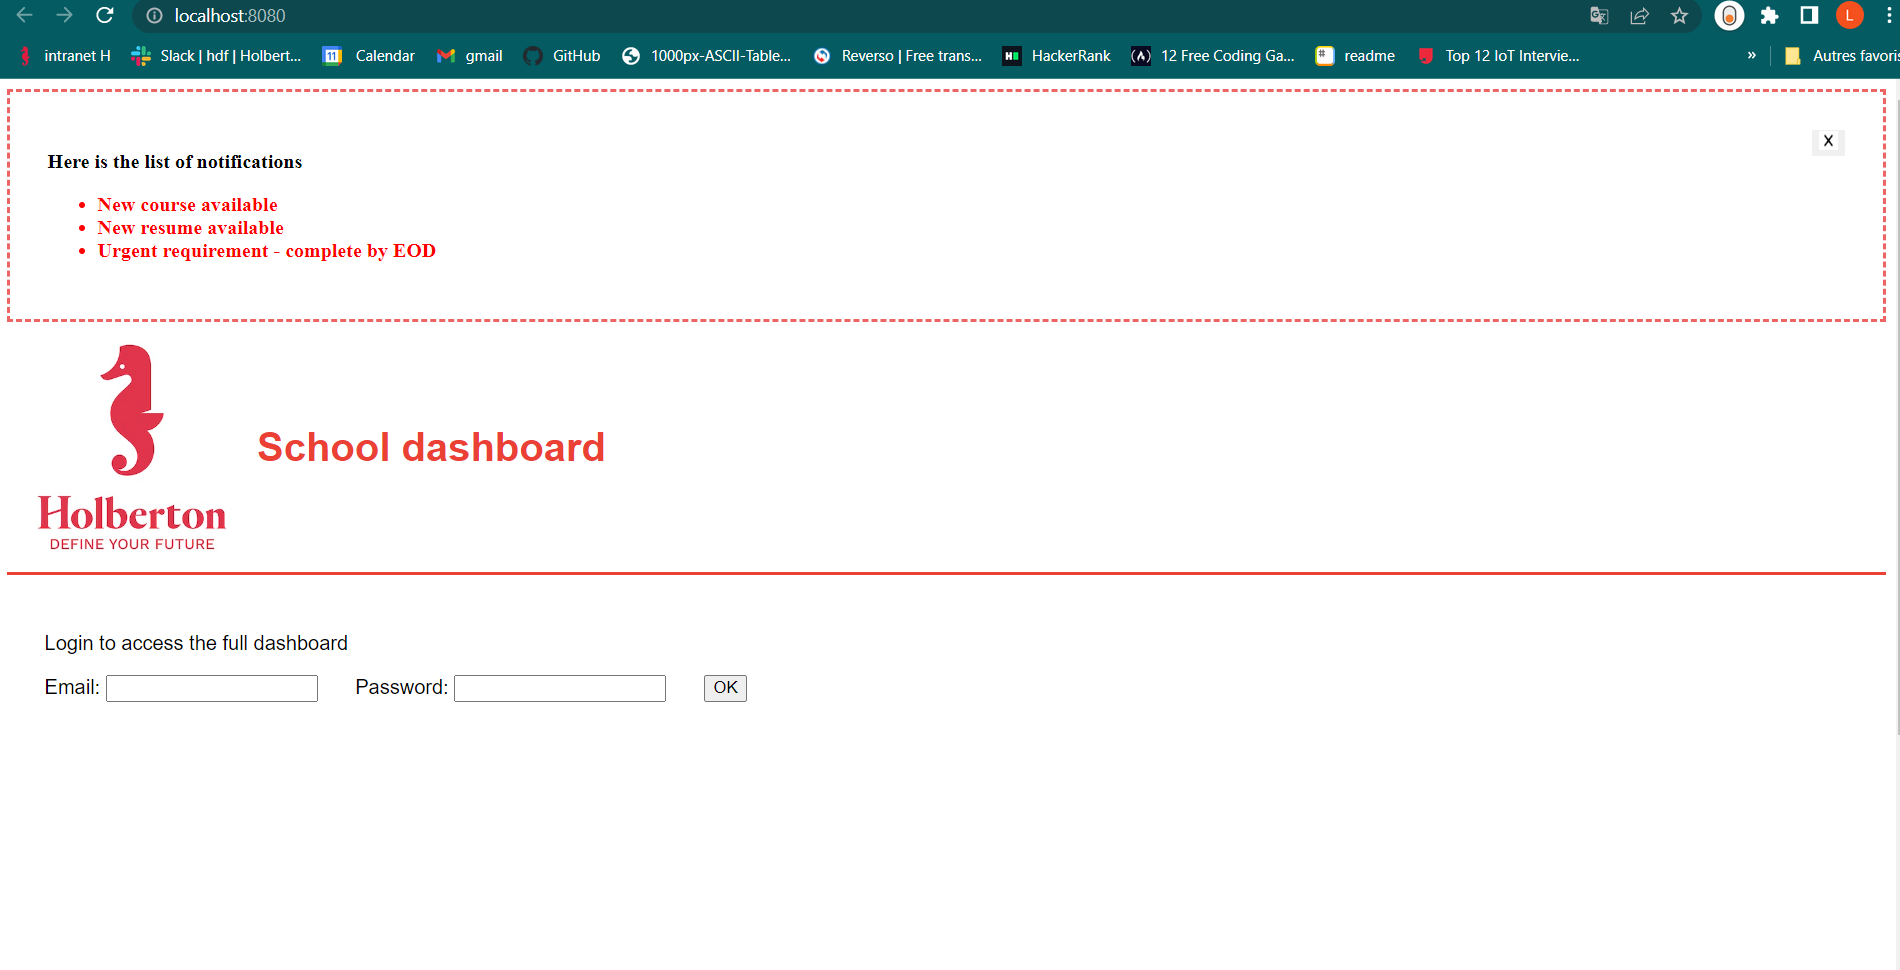 localhost:8080
L
intranet H Slack | hdf | Holbert... 11 Calendar gmail GitHub 1000px-ASCII-Table... Reverso | Free trans... HackerRank 12 Free Coding Ga... readme Top 12 IoT Intervie... » Autres favoris
X
Here is the list of notifications
• New course available
• New resume available
• Urgent requirement - complete by EOD
School dashboard
Holberton
DEFINE YOUR FUTURE
Login to access the full dashboard
Email: Password: OK